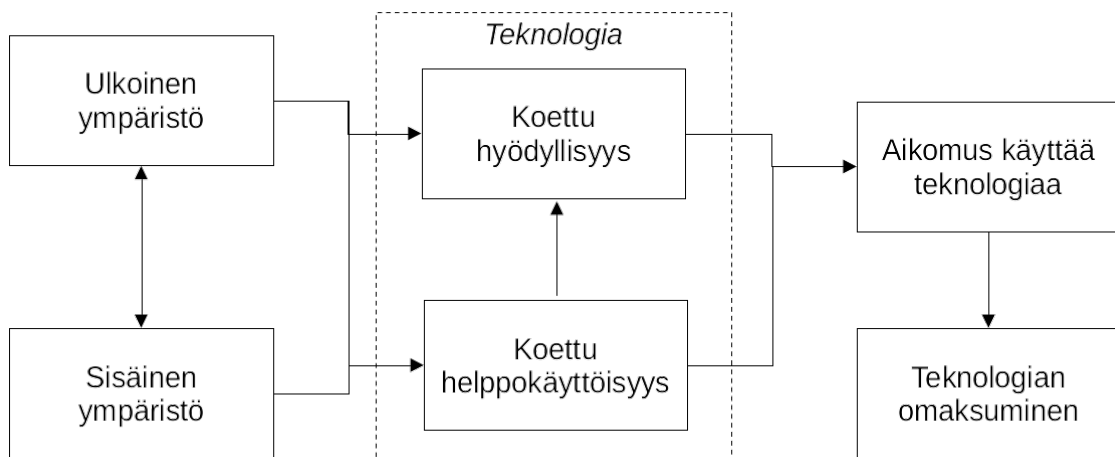 Teknologia
Ulkoinen
ympäristö
Koettu
hyödyllisyys
Aikomus käyttää
teknologiaa
Sisäinen
ympäristö
Koettu
helppokäyttöisyys
Teknologian
omaksuminen